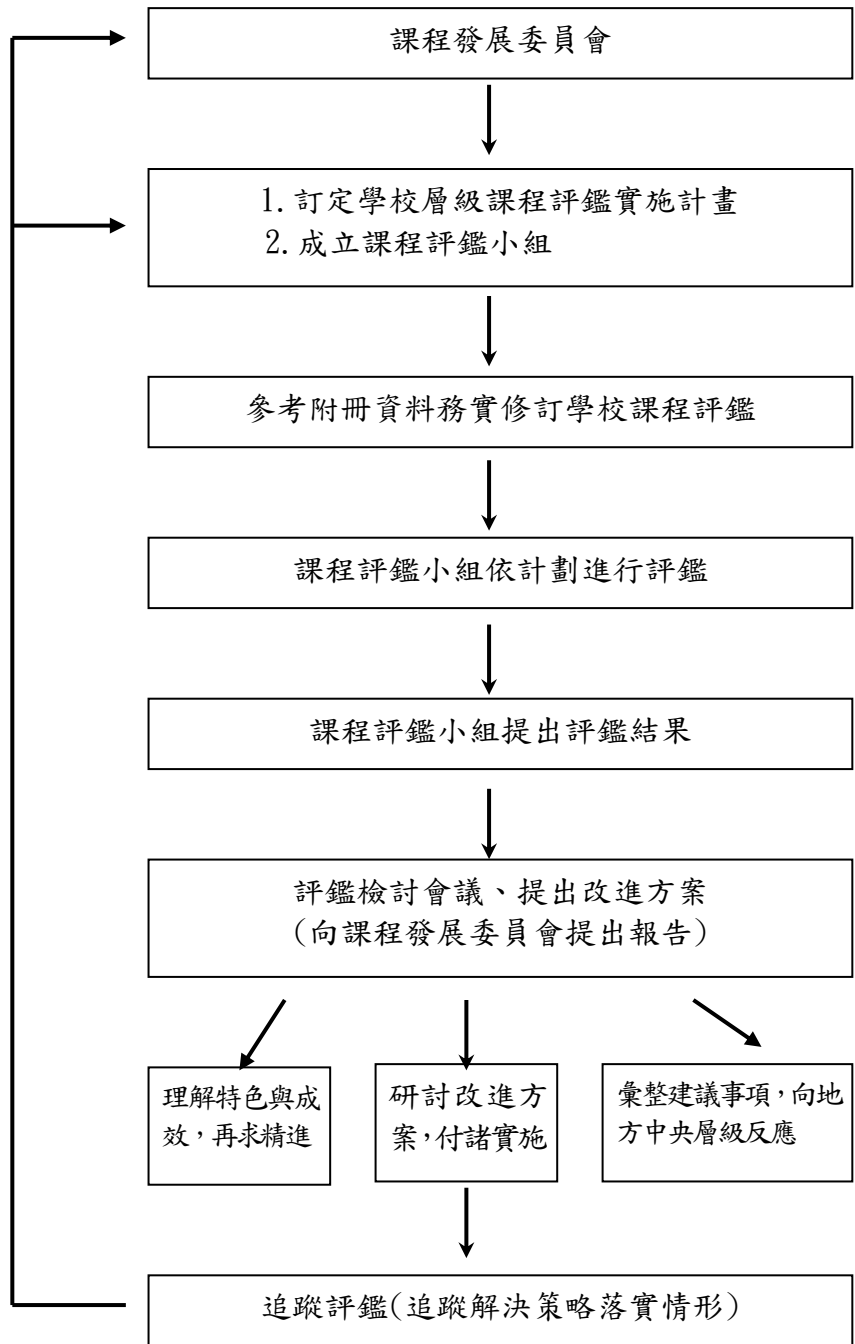 課程發展委員會
1.訂定學校層級課程評鑑實施計畫
2.成立課程評鑑小組
參考附冊資料務實修訂學校課程評鑑
課程評鑑小組依計劃進行評鑑
課程評鑑小組提出評鑑結果
評鑑檢討會議、提出改進方案
(向課程發展委員會提出報告)
理解特色與成
效,再求精進
研討改進方
案,付諸實施
彙整建議事項,向地
方中央層級反應
追蹤評鑑(追蹤解決策略落實情形)